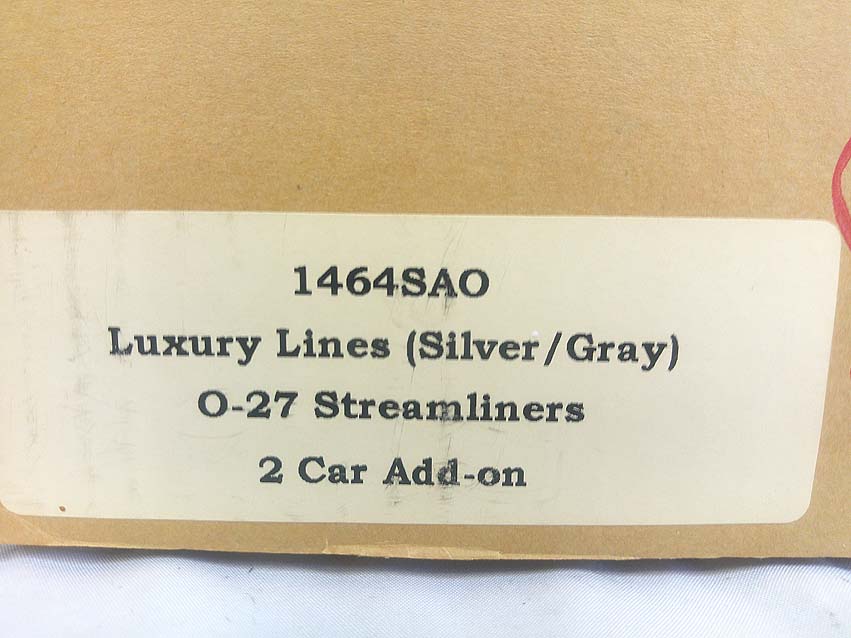 1464SAO
Luxury Lines (Silver/Gray)
O-27 Streamliners
2 Car Add-on